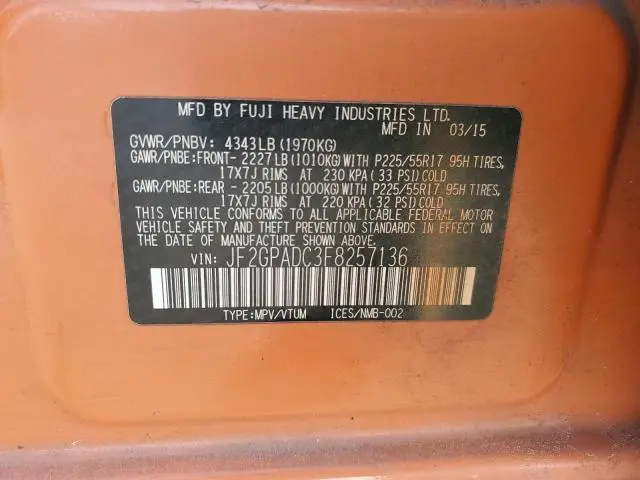 MFD BY FUJI HEAVY INDUSTRIES LTD.
MFD IN 03/15
GVWR/PNBV: 4343LB(1970KG)
GAWR/PNBE:FRONT- 2227LB(1010KG)WITH P225/55R17 95H TIRES,
17X7J RIMS AT 230 KPA( 33 PSI)COLD
GAWR/PNBE:REAR - 2205LB(1000KG)WITH P225/55R17 95H TIRES,
17X7J RIMS AT 220 KPA( 32 PSI)COLD
THIS VEHICLE CONFORMS TO ALL APPLICABLE FEDERAL MOTOR
VEHICLE SAFETY AND THEFT PREVENTION STANDARDS IN EFFECT
ON THE DATE OF MANUFACTURE SHOWN ABOVE.
VIN: JF2GPADC3F8257136
TYPE:MPV/VTUM ICES/NMB-002